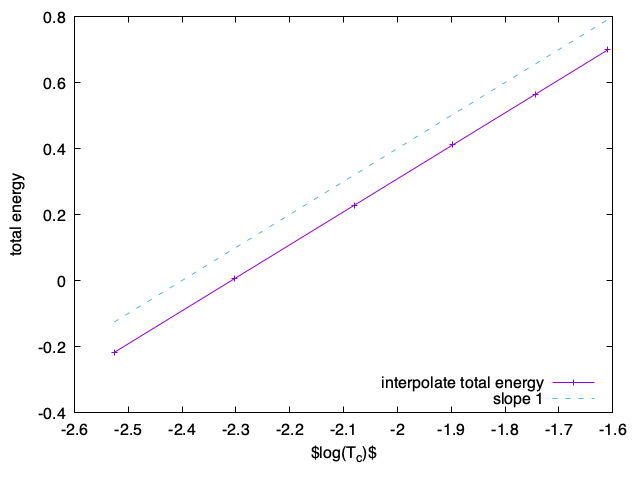 0.8
0.6
0.4
0.2
0
-0.2
-0.4
total energy
interpolate total energy
slope 1
-2.6 -2.5 -2.4 -2.3 -2.2 -2.1 -2 -1.9 -1.8 -1.7 -1.6
$log(T_c)$